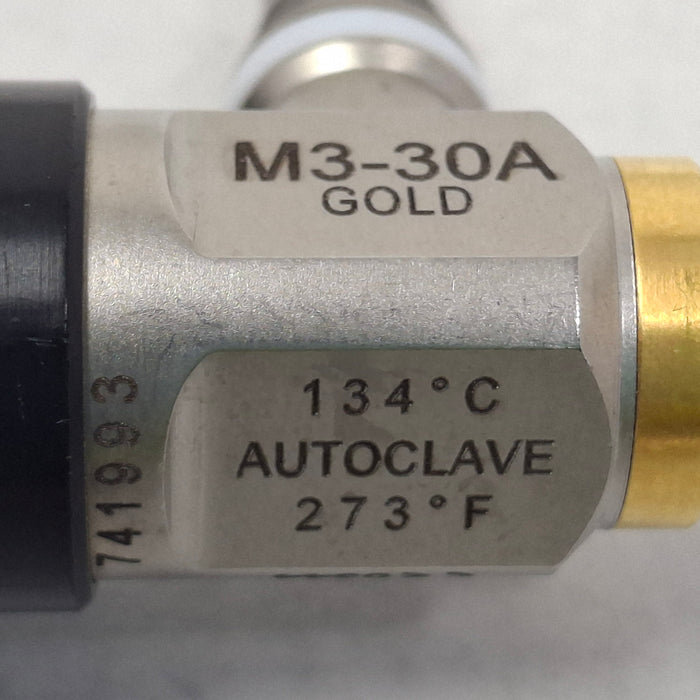 M3-30A
GOLD
134°C
AUTOCLAVE
273°F
741993